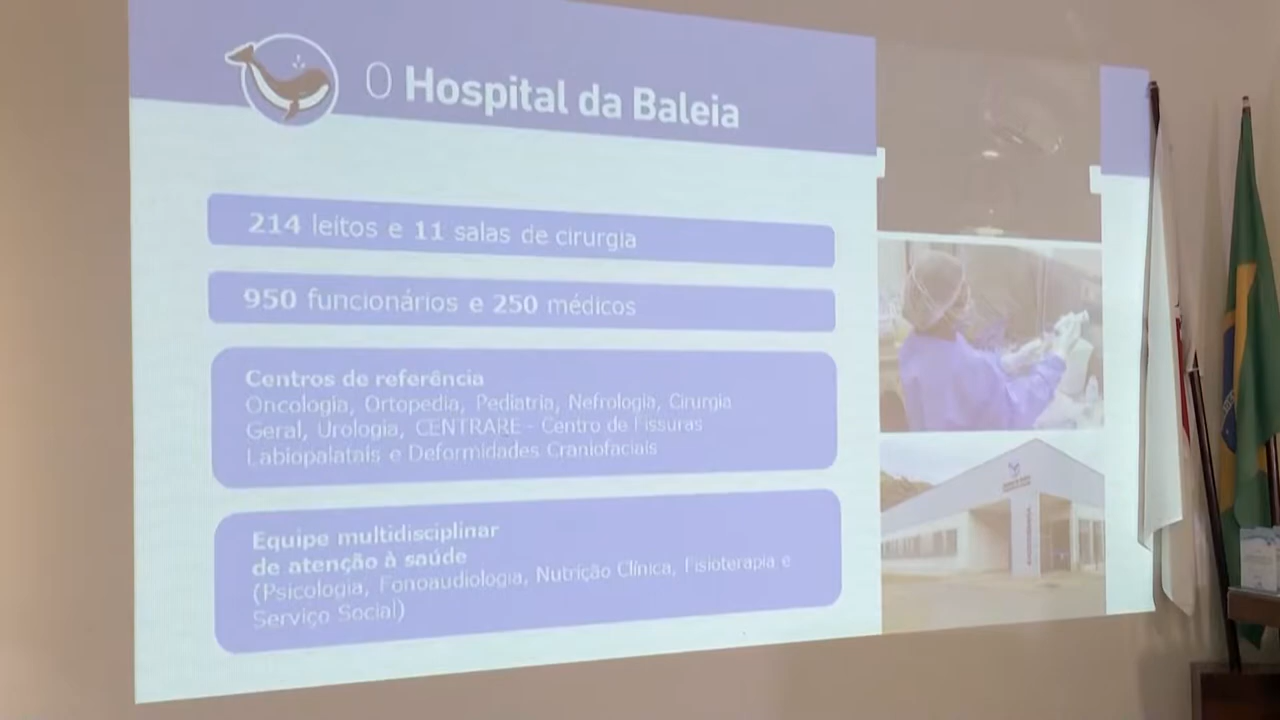 O Hospital da Baleia
214 leitos e 11 salas de cirurgia
950 funcionários e 250 médicos
Centros de referência
Oncologia, Ortopedia, Pediatria, Nefrologia, Cirurgia
Geral, Urologia, CENTRARE - Centro de Fissuras
Labiopalatais e Deformidades Craniofaciais
Equipe multidisciplinar
de atenção à saúde
(Psicologia, Fonoaudiologia, Nutrição Clínica, Fisioterapia e
Serviço Social)